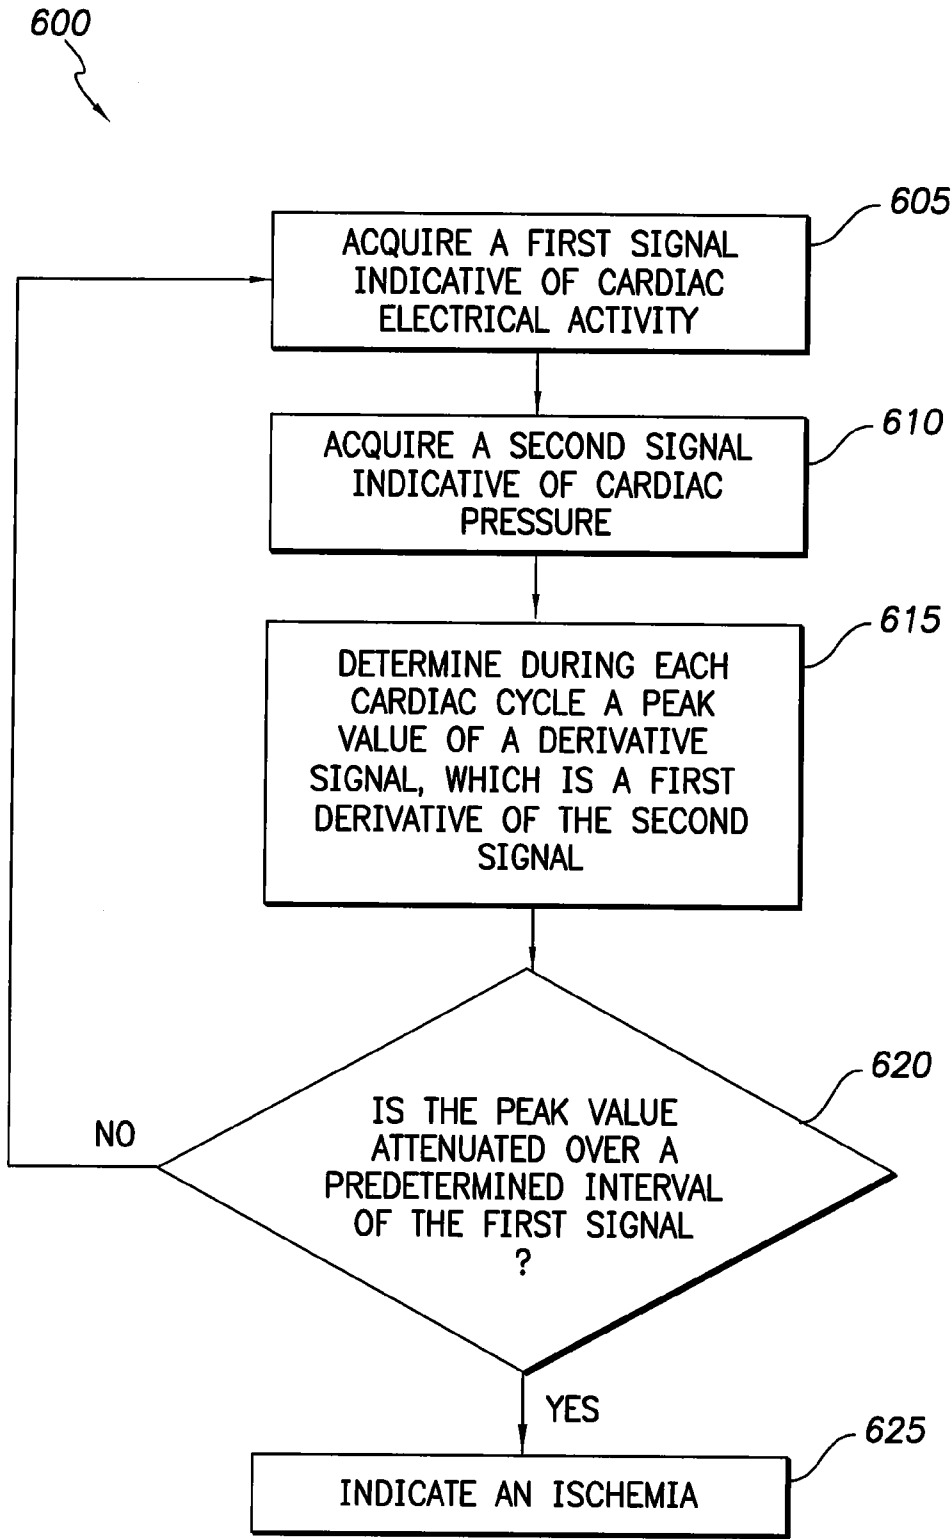 600
605
ACQUIRE A FIRST SIGNAL
INDICATIVE OF CARDIAC
ELECTRICAL ACTIVITY
610
ACQUIRE A SECOND SIGNAL
INDICATIVE OF CARDIAC
PRESSURE
615
DETERMINE DURING EACH
CARDIAC CYCLE A PEAK
VALUE OF A DERIVATIVE
SIGNAL, WHICH IS A FIRST
DERIVATIVE OF THE SECOND
SIGNAL
620
IS THE PEAK VALUE
ATTENUATED OVER A
PREDETERMINED INTERVAL
OF THE FIRST SIGNAL
?
NO
YES
625
INDICATE AN ISCHEMIA